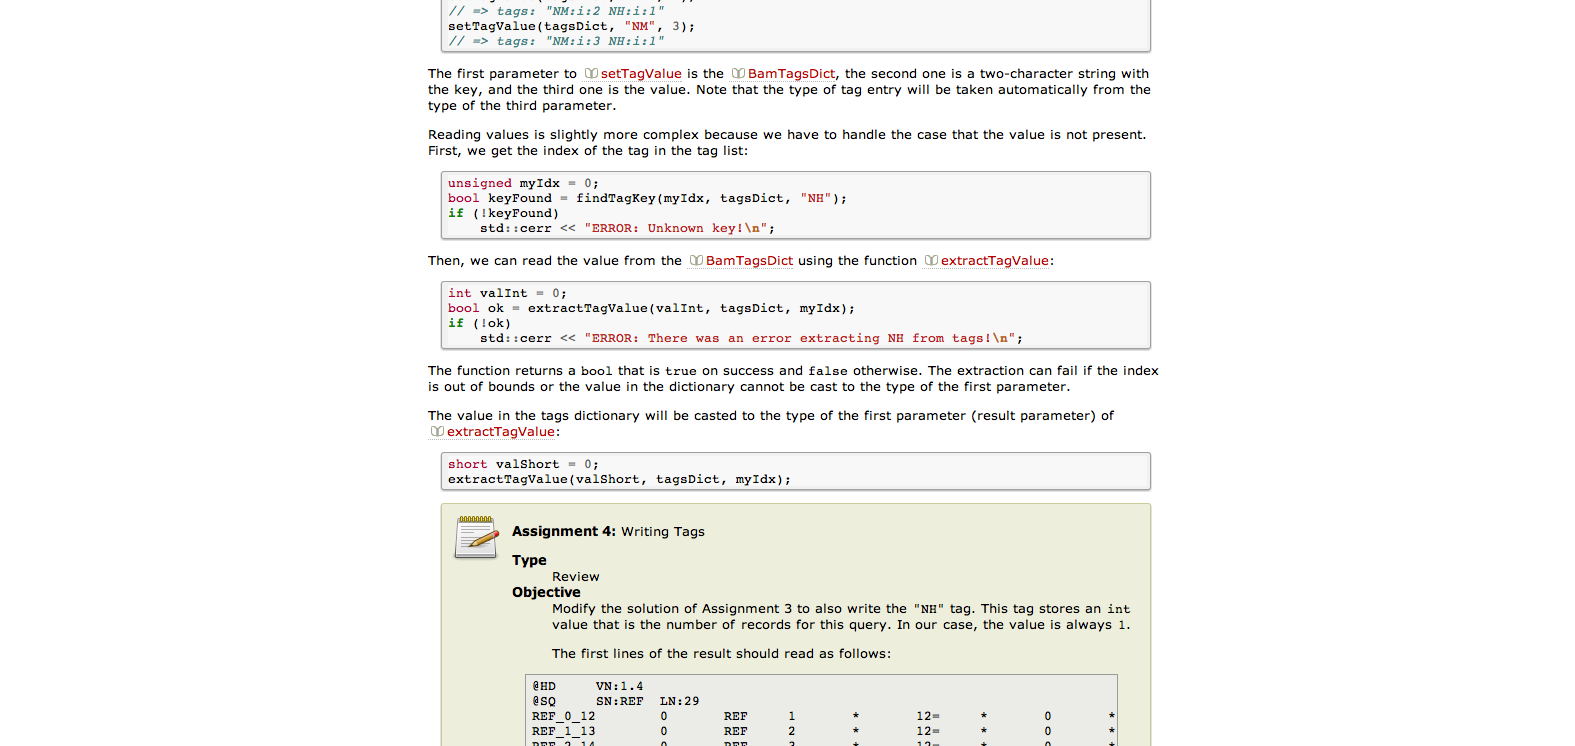 // => tags: "NM:i:2 NH:i:1"
setTagValue(tagsDict, "NM", 3);
// => tags: "NM:i:3 NH:i:1"
The first parameter to setTagValue is the BamTagsDict, the second one is a two-character string with
the key, and the third one is the value. Note that the type of tag entry will be taken automatically from the
type of the third parameter.
Reading values is slightly more complex because we have to handle the case that the value is not present.
First, we get the index of the tag in the tag list:
unsigned myIdx = 0;
bool keyFound = findTagKey(myIdx, tagsDict, "NH");
if (!keyFound)
    std::cerr << "ERROR: Unknown key!\n";
Then, we can read the value from the BamTagsDict using the function extractTagValue:
int valInt = 0;
bool ok = extractTagValue(valInt, tagsDict, myIdx);
if (!ok)
    std::cerr << "ERROR: There was an error extracting NH from tags!\n";
The function returns a bool that is true on success and false otherwise. The extraction can fail if the index
is out of bounds or the value in the dictionary cannot be cast to the type of the first parameter.
The value in the tags dictionary will be casted to the type of the first parameter (result parameter) of
extractTagValue:
short valShort = 0;
extractTagValue(valShort, tagsDict, myIdx);
Assignment 4: Writing Tags
Type
Review
Objective
Modify the solution of Assignment 3 to also write the "NH" tag. This tag stores an int
value that is the number of records for this query. In our case, the value is always 1.
The first lines of the result should read as follows:
@HD VN:1.4
@SQ SN:REF LN:29
REF_0_12 0 REF 1 * 12= * 0 *
REF_1_13 0 REF 2 * 12= * 0 *
REF_2_14 0 REF 3 * 12= * 0 *